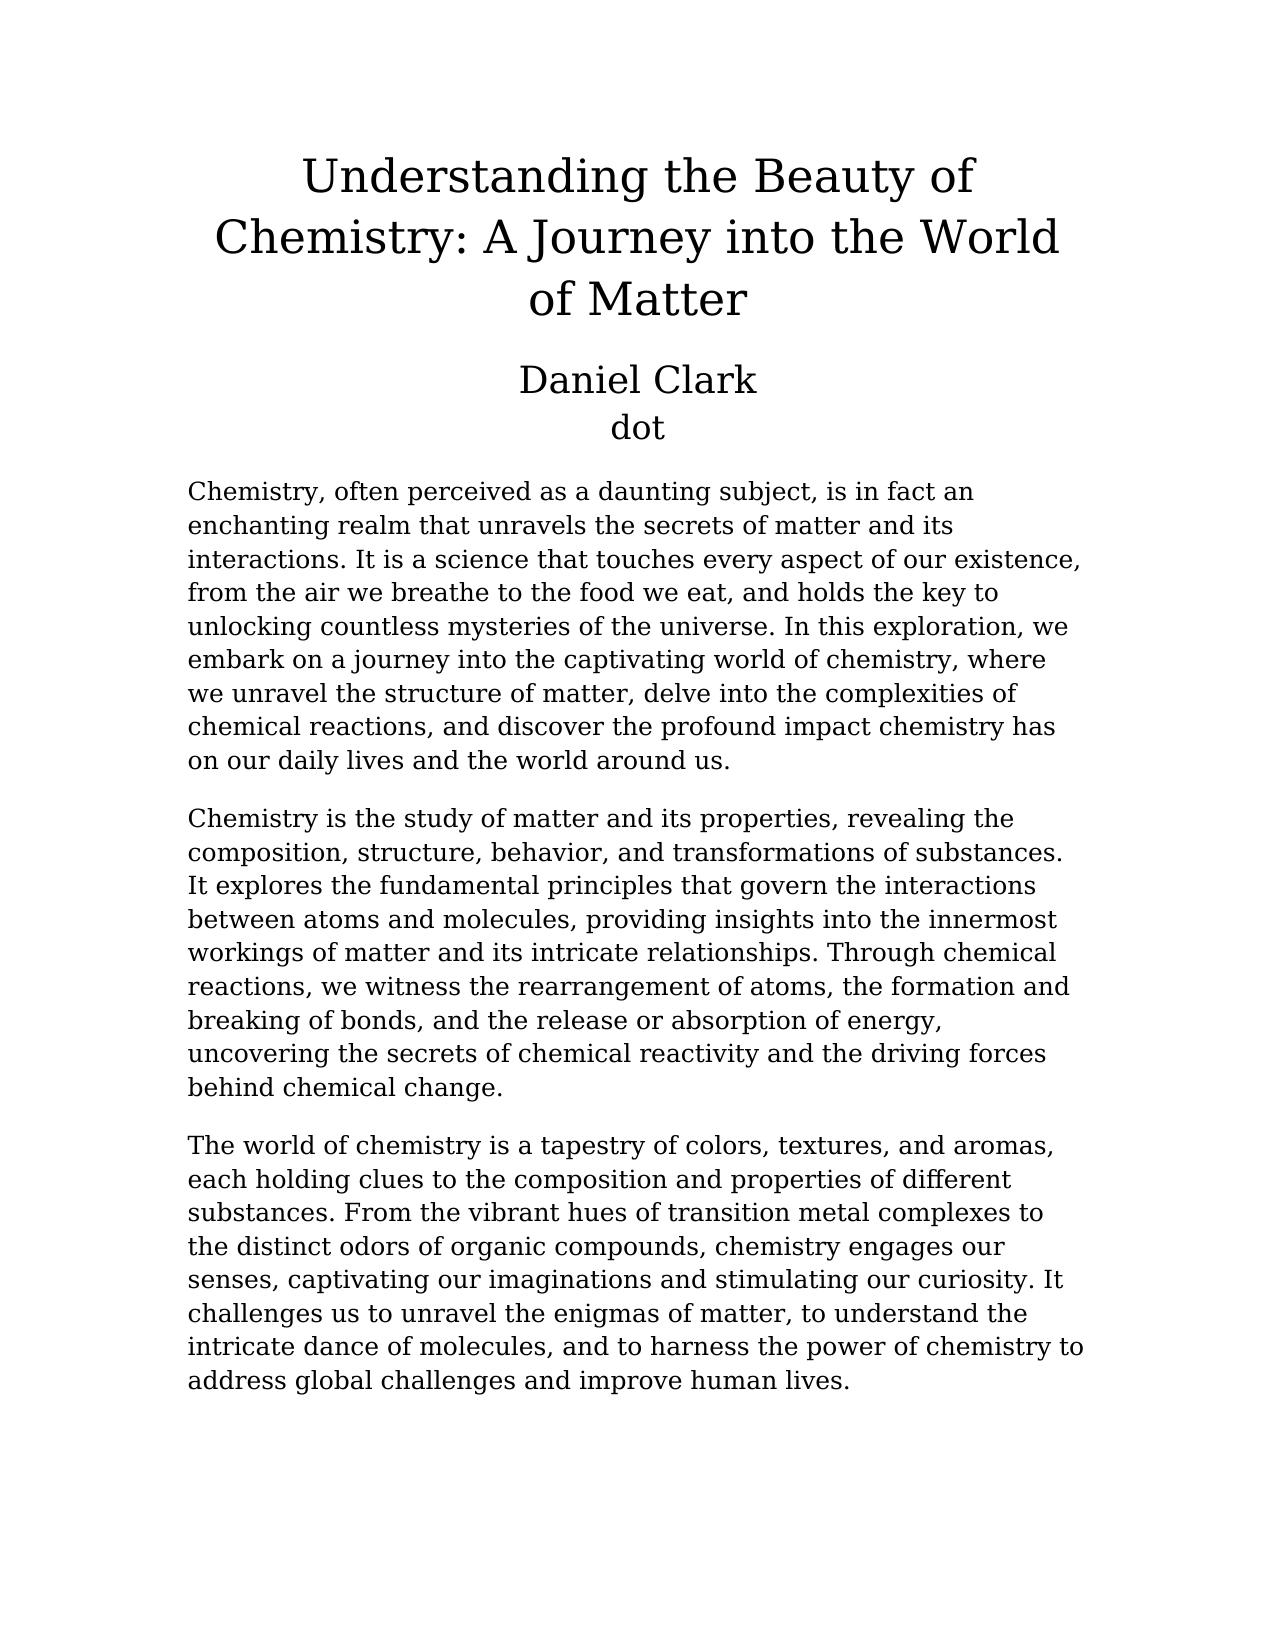 Understanding the Beauty of
Chemistry: A Journey into the World
of Matter
Daniel Clark
dot
Chemistry, often perceived as a daunting subject, is in fact an
enchanting realm that unravels the secrets of matter and its
interactions. It is a science that touches every aspect of our existence,
from the air we breathe to the food we eat, and holds the key to
unlocking countless mysteries of the universe. In this exploration, we
embark on a journey into the captivating world of chemistry, where
we unravel the structure of matter, delve into the complexities of
chemical reactions, and discover the profound impact chemistry has
on our daily lives and the world around us.
Chemistry is the study of matter and its properties, revealing the
composition, structure, behavior, and transformations of substances.
It explores the fundamental principles that govern the interactions
between atoms and molecules, providing insights into the innermost
workings of matter and its intricate relationships. Through chemical
reactions, we witness the rearrangement of atoms, the formation and
breaking of bonds, and the release or absorption of energy,
uncovering the secrets of chemical reactivity and the driving forces
behind chemical change.
The world of chemistry is a tapestry of colors, textures, and aromas,
each holding clues to the composition and properties of different
substances. From the vibrant hues of transition metal complexes to
the distinct odors of organic compounds, chemistry engages our
senses, captivating our imaginations and stimulating our curiosity. It
challenges us to unravel the enigmas of matter, to understand the
intricate dance of molecules, and to harness the power of chemistry to
address global challenges and improve human lives.